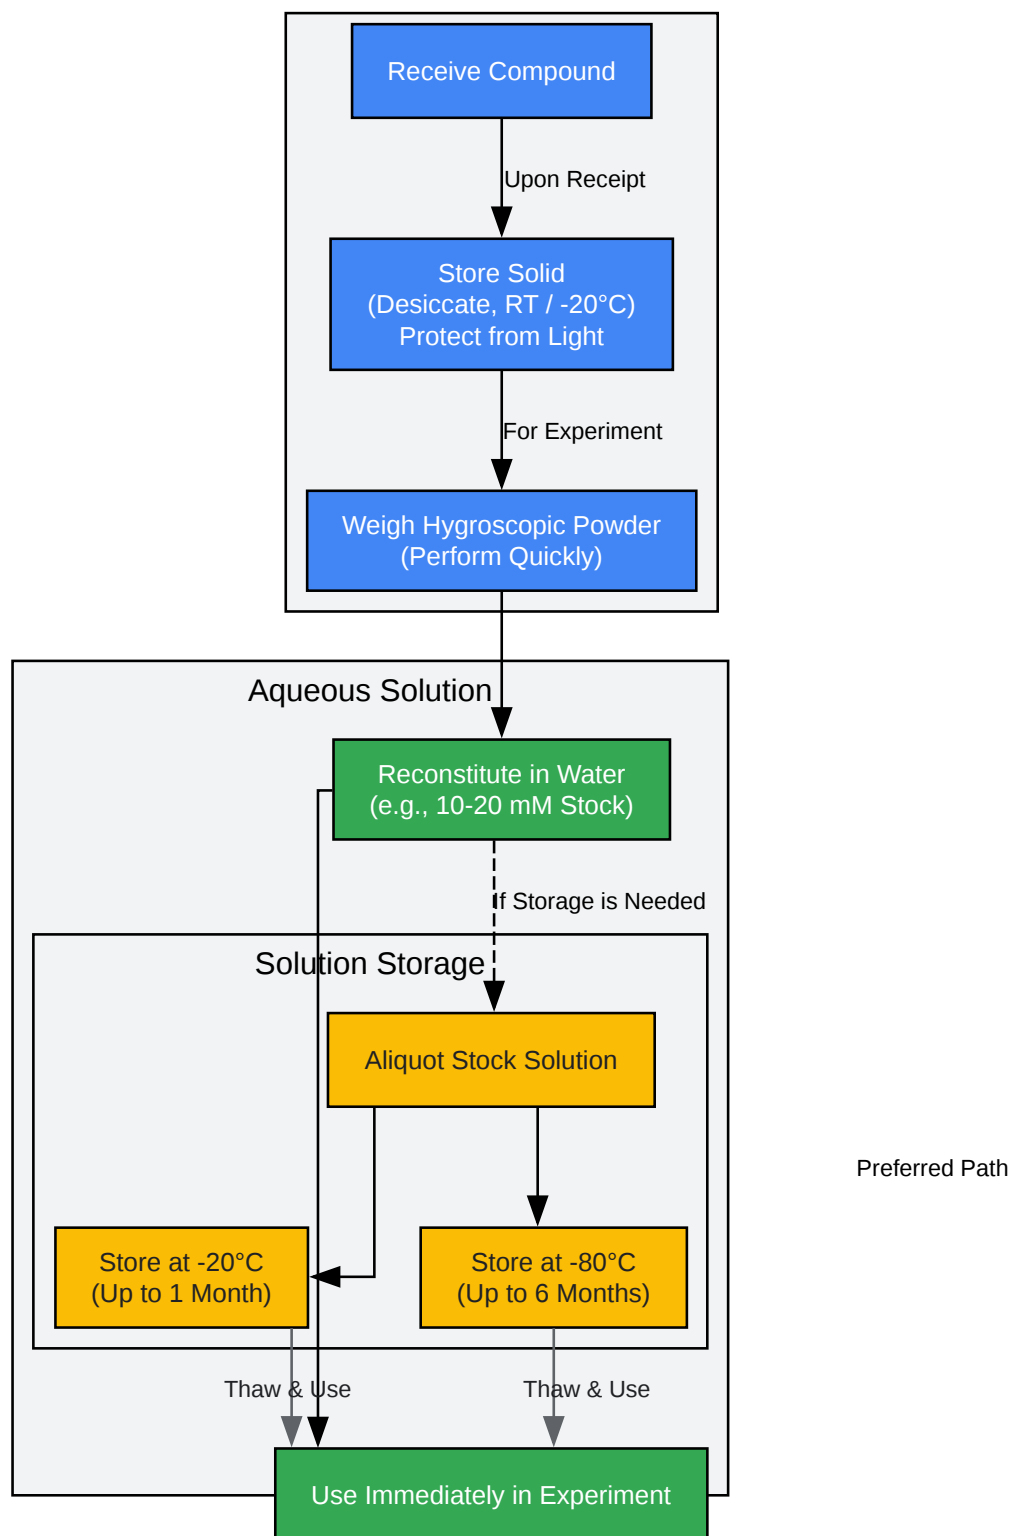 Receive Compound
Upon Receipt
Store Solid
(Desiccate, RT / -20°C)
Protect from Light
For Experiment
Weigh Hygroscopic Powder
(Perform Quickly)
Aqueous Solution
Reconstitute in Water
(e.g., 10-20 mM Stock)
If Storage is Needed
Solution Storage
Aliquot Stock Solution
Preferred Path
Store at -20°C
(Up to 1 Month)
Store at -80°C
(Up to 6 Months)
Thaw & Use
Thaw & Use
Use Immediately in Experiment